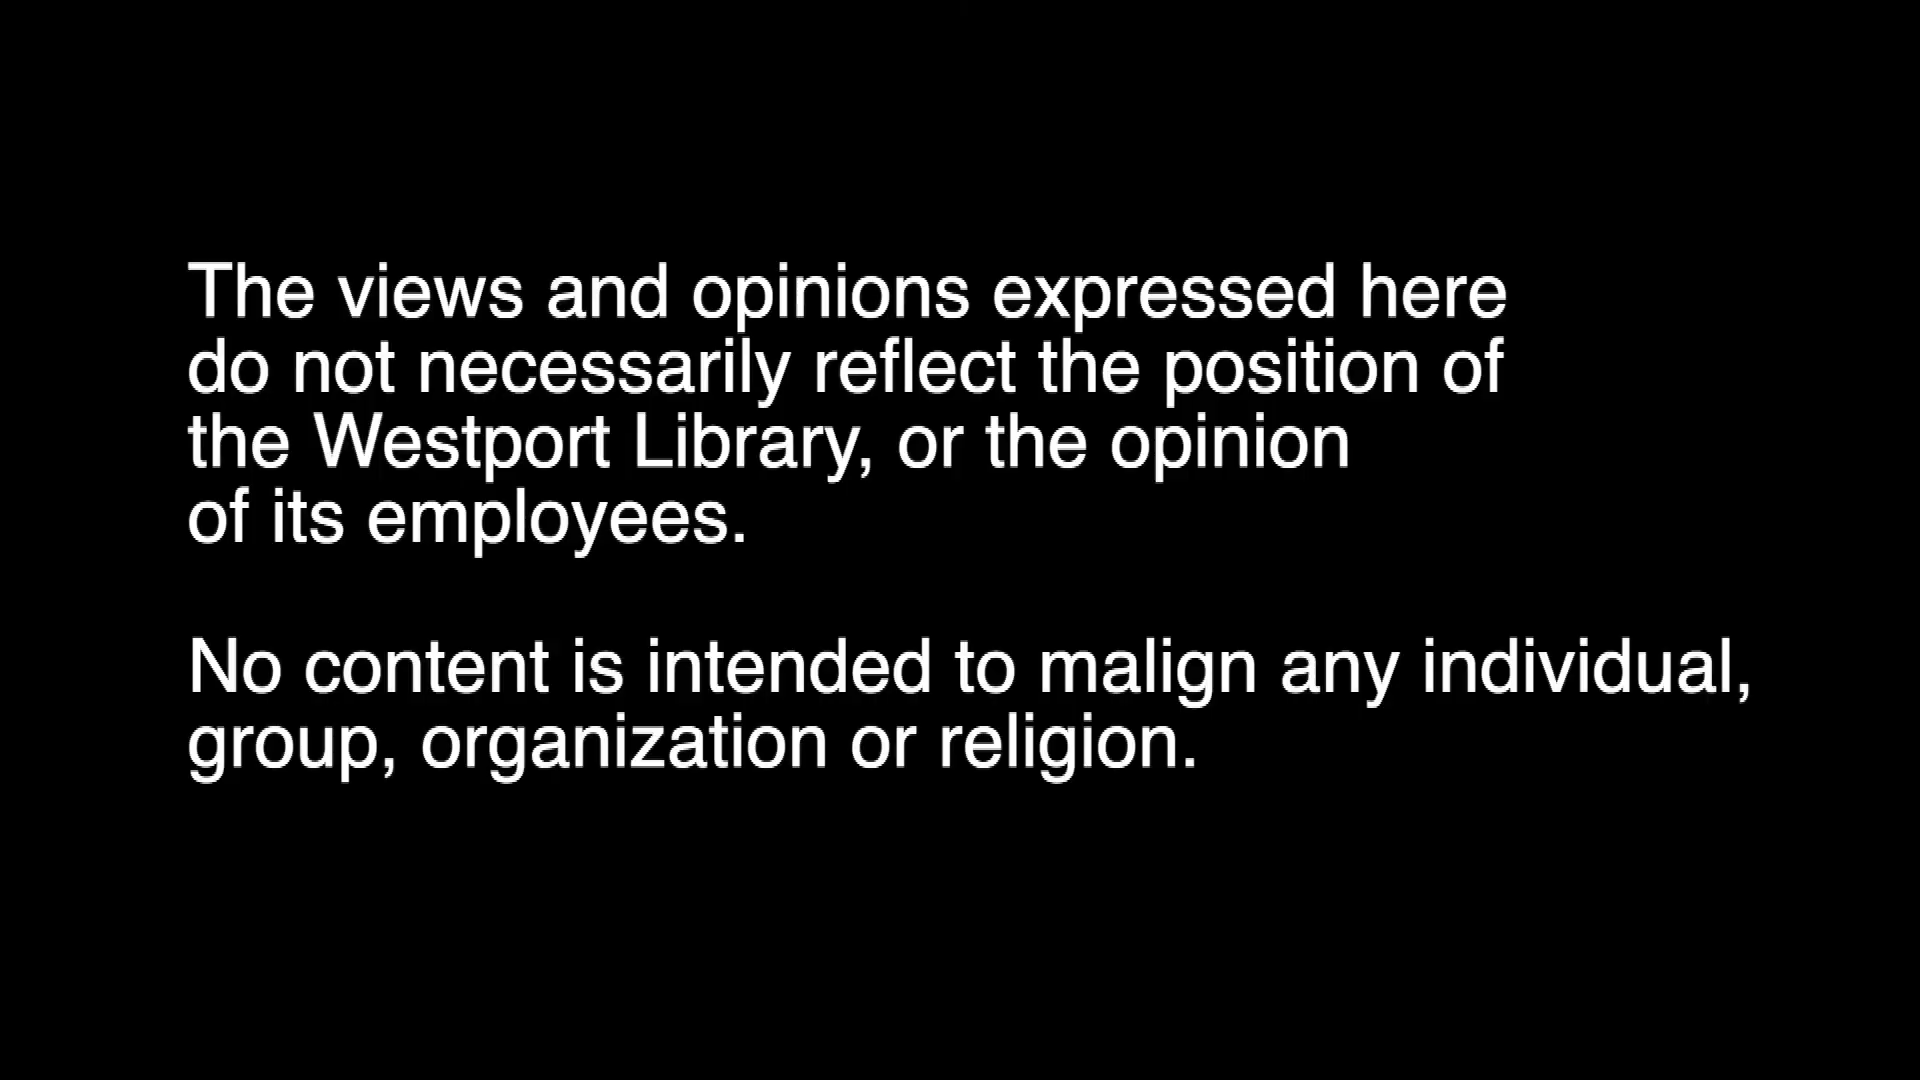 The views and opinions expressed here
do not necessarily reflect the position of
the Westport Library, or the opinion
of its employees.
No content is intended to malign any individual,
group, organization or religion.